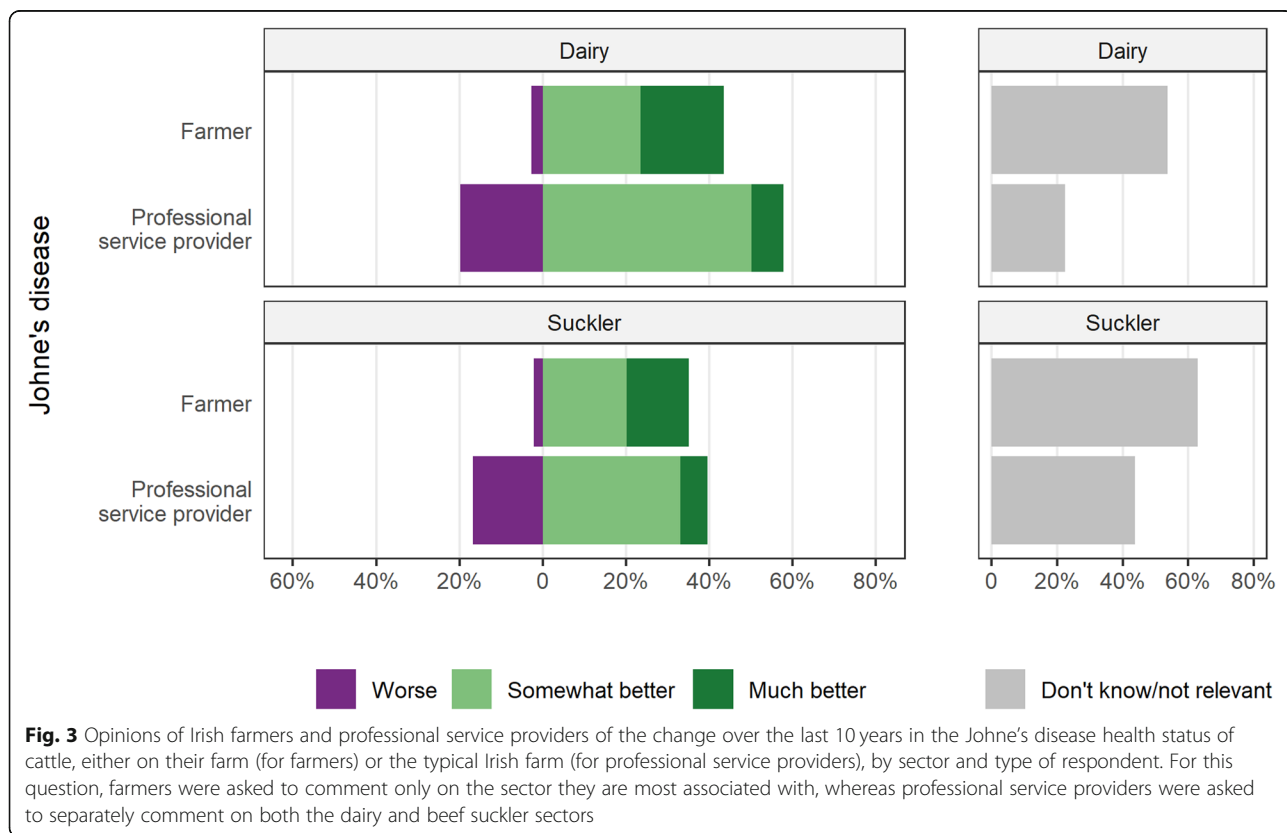 Dairy
Dairy
Farmer
Professional
service provider
Johne's disease
Suckler
Suckler
Farmer
Professional
service provider
60% 40% 20% 0 20% 40% 60% 80%
0 20% 40% 60% 80%
Worse Somewhat better Much better Don't know/not relevant
Fig. 3 Opinions of Irish farmers and professional service providers of the change over the last 10 years in the Johne's disease health status of
cattle, either on their farm (for farmers) or the typical Irish farm (for professional service providers), by sector and type of respondent. For this
question, farmers were asked to comment only on the sector they are most associated with, whereas professional service providers were asked
to separately comment on both the dairy and beef suckler sectors